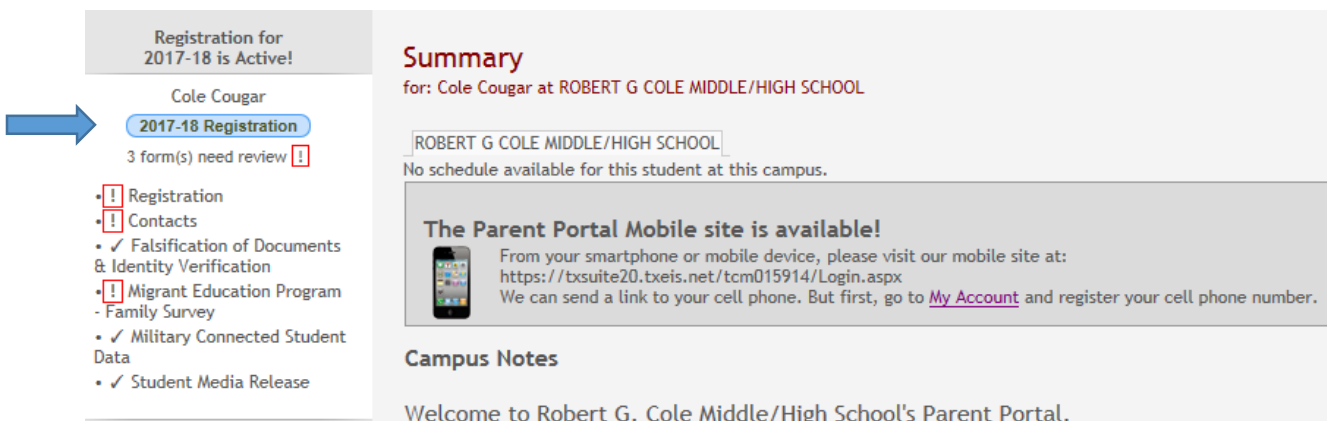 Registration for
2017-18 is Active!
Cole Cougar
2017-18 Registration
3 form(s) need review !
• ! Registration
• ! Contacts
• ✓ Falsification of Documents
& Identity Verification
• ! Migrant Education Program
- Family Survey
• ✓ Military Connected Student
Data
• ✓ Student Media Release
Summary
for: Cole Cougar at ROBERT G COLE MIDDLE/HIGH SCHOOL
ROBERT G COLE MIDDLE/HIGH SCHOOL
No schedule available for this student at this campus.
The Parent Portal Mobile site is available!
From your smartphone or mobile device, please visit our mobile site at:
https://txsuite20.txeis.net/tcm015914/Login.aspx
We can send a link to your cell phone. But first, go to My Account and register your cell phone number.
Campus Notes
Welcome to Robert G. Cole Middle/High School's Parent Portal.